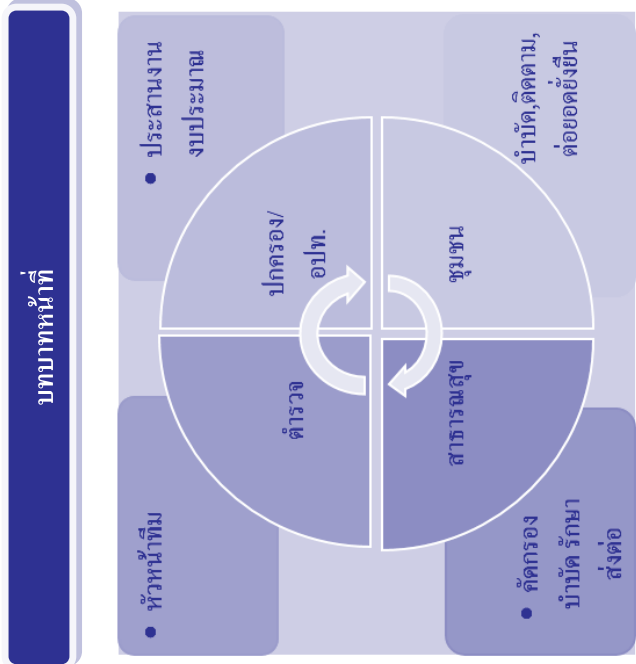 บทบาทหน้าที่
• หัวหน้าทีม
• ประสานงาน
งบประมาณ
ตำรวจ
ปกครอง/
อปท.
สาธารณสุข
ชุมชน
• คัดกรอง
บำบัด รักษา
ส่งต่อ
บำบัด,ติดตาม,
ต่อยอดยั่งยืน